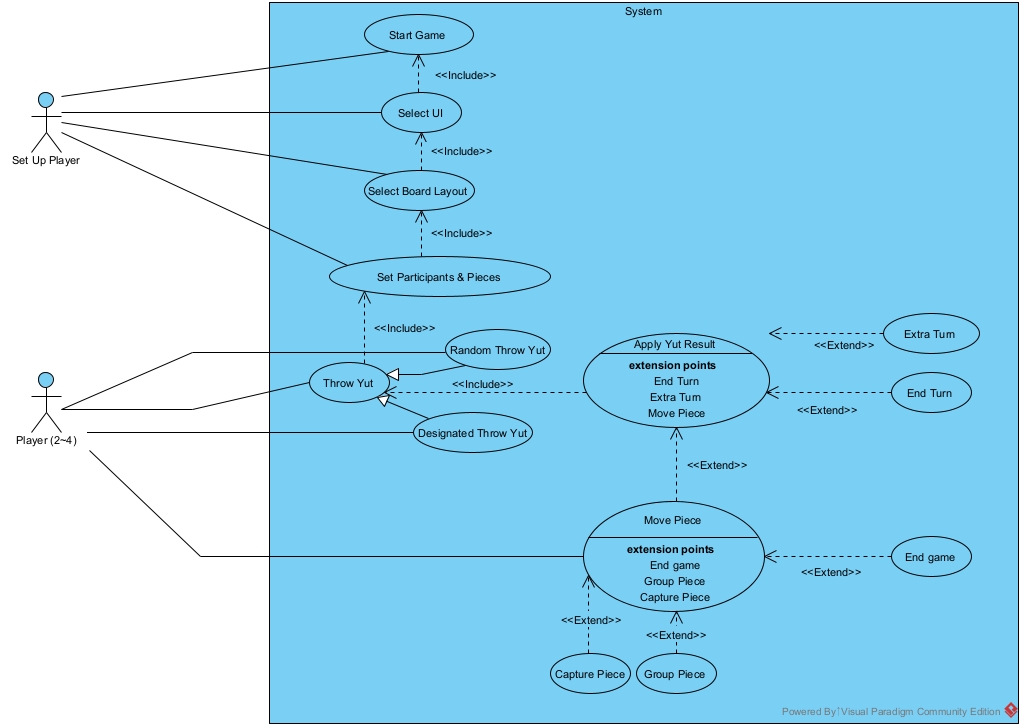 System
Start Game
<<Include>>
Select UI
Set Up Player
<<Include>>
Select Board Layout
<<Include>>
Set Participants & Pieces
<<Include>>
Random Throw Yut
Throw Yut
<<Include>>
Designated Throw Yut
Player (2~4)
Apply Yut Result
extension points
End Turn
Extra Turn
Move Piece
Extra Turn
<<Extend>>
End Turn
<<Extend>>
<<Extend>>
Move Piece
extension points
End game
Group Piece
Capture Piece
End game
<<Extend>>
<<Extend>>
<<Extend>>
Capture Piece
Group Piece
Powered By Visual Paradigm Community Edition